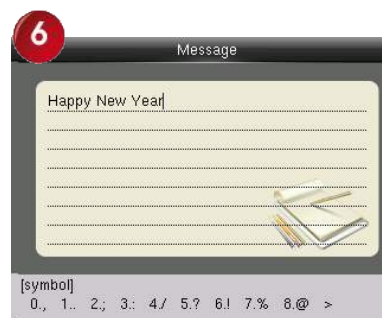 6
Message
Happy New Year
[symbol]
0., 1.. 2.; 3.: 4./ 5.? 6.! 7.% 8.@ >